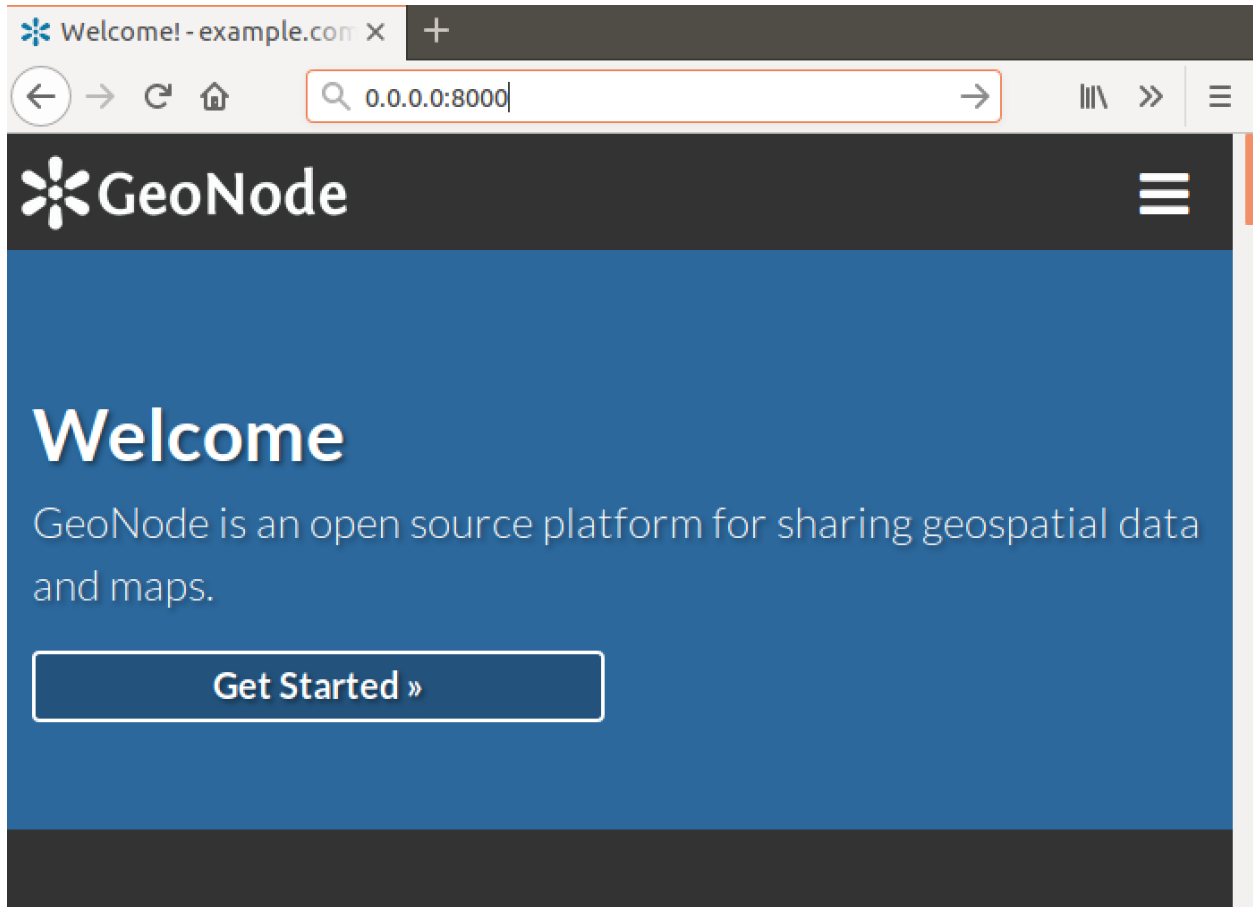 Welcome! - example.com
0.0.0.0:8000
GeoNode
Welcome
GeoNode is an open source platform for sharing geospatial data
and maps.
Get Started »